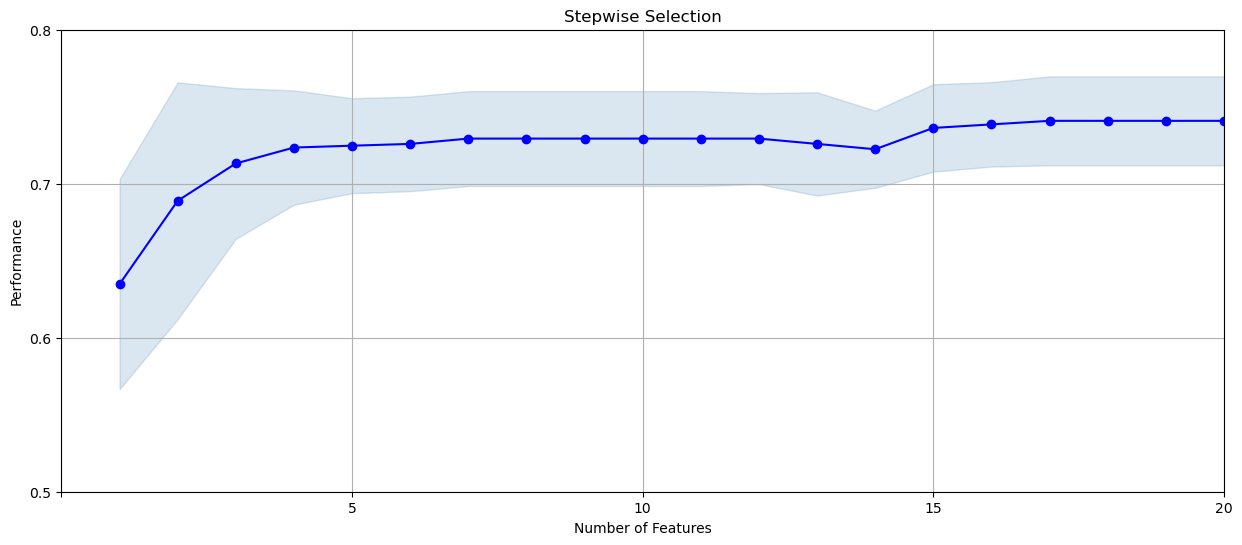 Stepwise Selection
Performance
0.8
0.7
0.6
0.5
5 10 15 20
Number of Features